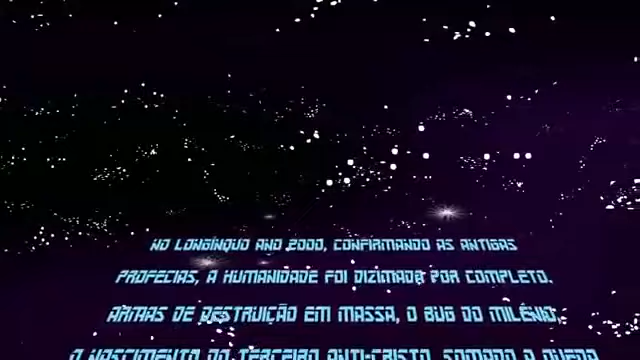 NO LONGÍNQUO ANO 2000, CONFIRMANDO AS ANTIGAS
PROFECIAS, A HUMANIDADE FOI DIZIMADA POR COMPLETO.
ARMAS DE DESTRUIÇÃO EM MASSA, O BUG DO MILÊNIO,
O NASCIMENTO DO TERCEIRO ANTI-CRISTO, SOMADO A QUEDA